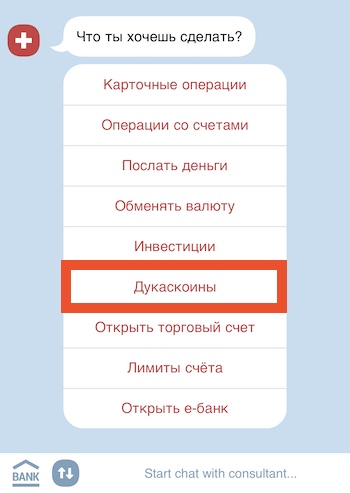 Что ты хочешь сделать?
Карточные операции
Операции со счетами
Послать деньги
Обменять валюту
Инвестиции
Дукаскоины
Открыть торговый счет
Лимиты счёта
Открыть е-банк
BANK
Start chat with consultant...